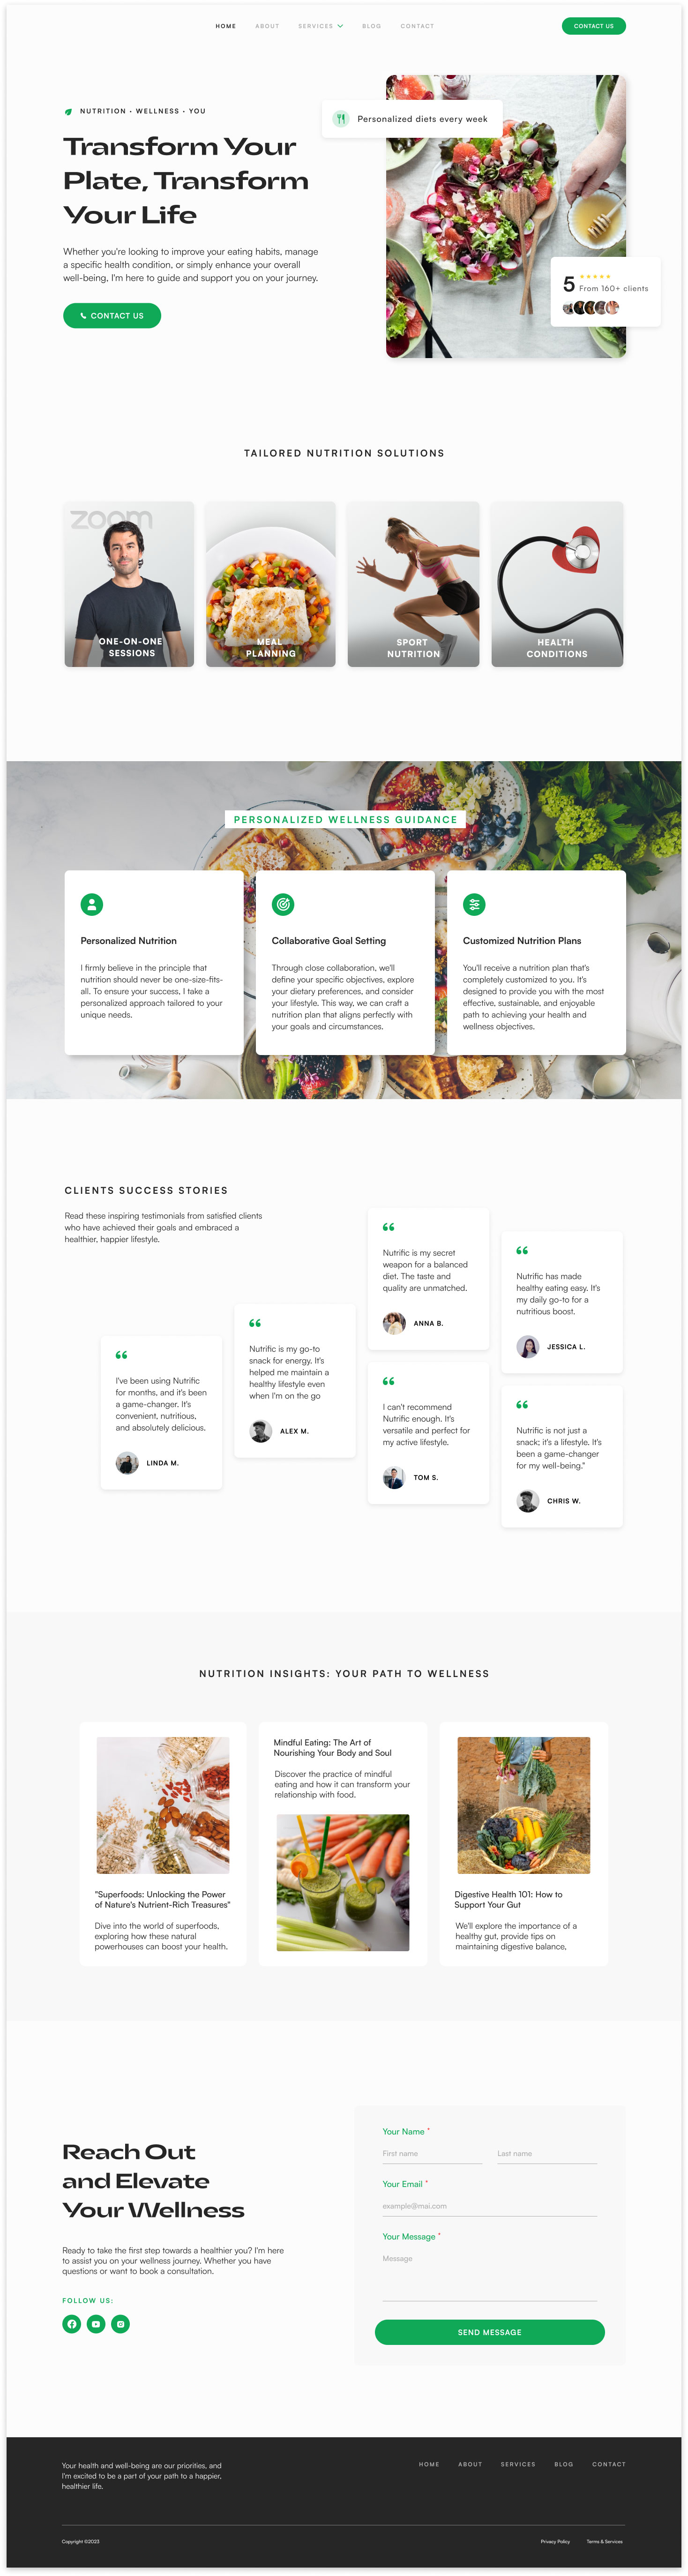 HOME
ABOUT
SERVICES
BLOG
CONTACT
CONTACT US
NUTRITION · WELLNESS · YOU
Transform Your
Plate, Transform
Your Life
Whether you're looking to improve your eating habits, manage
a specific health condition, or simply enhance your overall
well-being, I'm here to guide and support you on your journey.
CONTACT US
Personalized diets every week
5
From 160+ clients
TAILORED NUTRITION SOLUTIONS
zoom
ONE-ON-ONE
SESSIONS
MEAL
PLANNING
SPORT
NUTRITION
HEALTH
CONDITIONS
PERSONALIZED WELLNESS GUIDANCE
Personalized Nutrition
I firmly believe in the principle that
nutrition should never be one-size-fits-
all. To ensure your success, I take a
personalized approach tailored to your
unique needs.
Collaborative Goal Setting
Through close collaboration, we'll
define your specific objectives, explore
your dietary preferences, and consider
your lifestyle. This way, we can craft a
nutrition plan that aligns perfectly with
your goals and circumstances.
Customized Nutrition Plans
You'll receive a nutrition plan that's
completely customized to you. It's
designed to provide you with the most
effective, sustainable, and enjoyable
path to achieving your health and
wellness objectives.
CLIENTS SUCCESS STORIES
Read these inspiring testimonials from satisfied clients
who have achieved their goals and embraced a
healthier, happier lifestyle.
I've been using Nutrific
for months, and it's been
a game-changer. It's
convenient, nutritious,
and absolutely delicious.
LINDA M.
Nutrific is my go-to
snack for energy. It's
helped me maintain a
healthy lifestyle even
when I'm on the go
ALEX M.
Nutrific is my secret
weapon for a balanced
diet. The taste and
quality are unmatched.
ANNA B.
I can't recommend
Nutrific enough. It's
versatile and perfect for
my active lifestyle.
TOM S.
Nutrific has made
healthy eating easy. It's
my daily go-to for a
nutritious boost.
JESSICA L.
Nutrific is not just a
snack; it's a lifestyle. It's
been a game-changer
for my well-being."
CHRIS W.
NUTRITION INSIGHTS: YOUR PATH TO WELLNESS
"Superfoods: Unlocking the Power
of Nature's Nutrient-Rich Treasures"
Dive into the world of superfoods,
exploring how these natural
powerhouses can boost your health.
Mindful Eating: The Art of
Nourishing Your Body and Soul
Discover the practice of mindful
eating and how it can transform your
relationship with food.
Digestive Health 101: How to
Support Your Gut
We'll explore the importance of a
healthy gut, provide tips on
maintaining digestive balance,
Reach Out
and Elevate
Your Wellness
Ready to take the first step towards a healthier you? I'm here
to assist you on your wellness journey. Whether you have
questions or want to book a consultation.
FOLLOW US:
Your Name *
First name
Last name
Your Email *
example@mai.com
Your Message *
Message
SEND MESSAGE
Your health and well-being are our priorities, and
I'm excited to be a part of your path to a happier,
healthier life.
HOME
ABOUT
SERVICES
BLOG
CONTACT
Copyright ©2023
Privacy Policy
Terms & Services